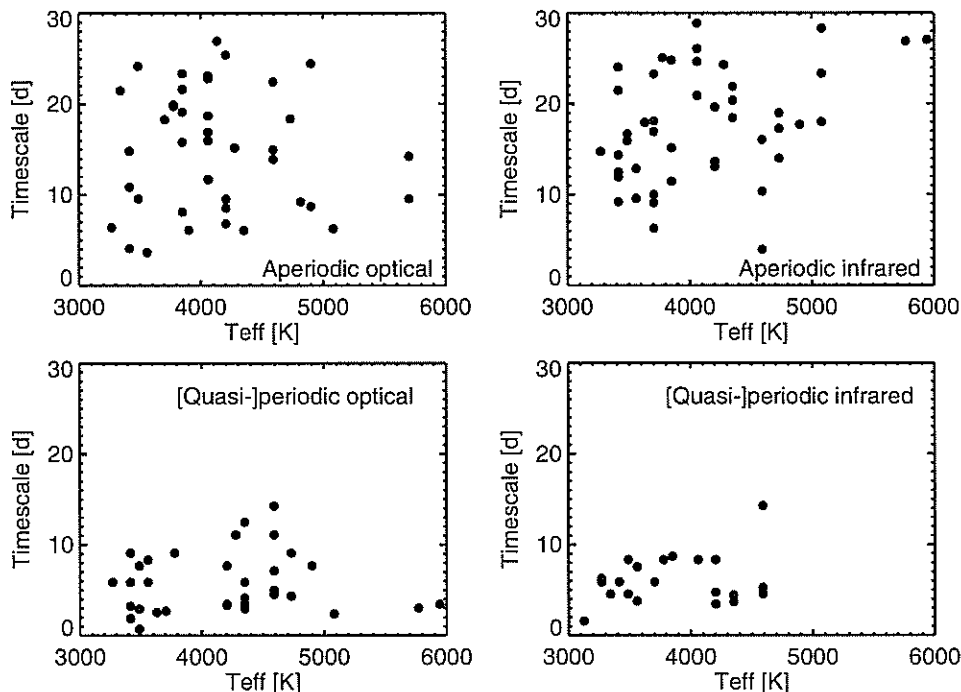 30
20
10
0
Timescale [d]
Aperiodic optical
3000 4000 5000 6000
Teff [K]
30
20
10
0
Timescale [d]
Aperiodic infrared
3000 4000 5000 6000
Teff [K]
30
20
10
0
Timescale [d]
[Quasi-]periodic optical
3000 4000 5000 6000
Teff [K]
30
20
10
0
Timescale [d]
[Quasi-]periodic infrared
3000 4000 5000 6000
Teff [K]